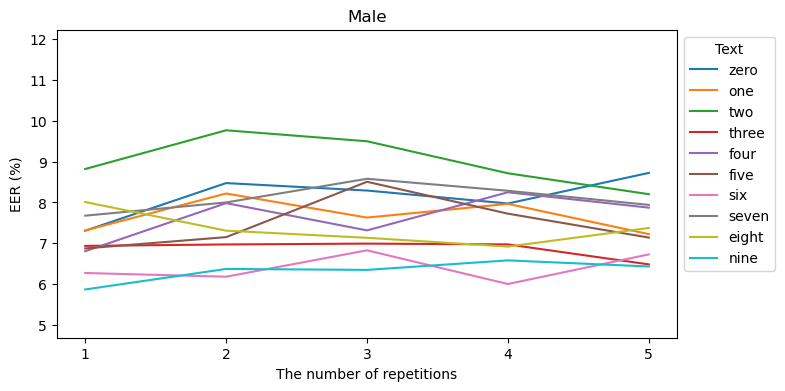 Male
EER (%)
12
11
10
9
8
7
6
5
1 2 3 4 5
The number of repetitions
Text
zero
one
two
three
four
five
six
seven
eight
nine